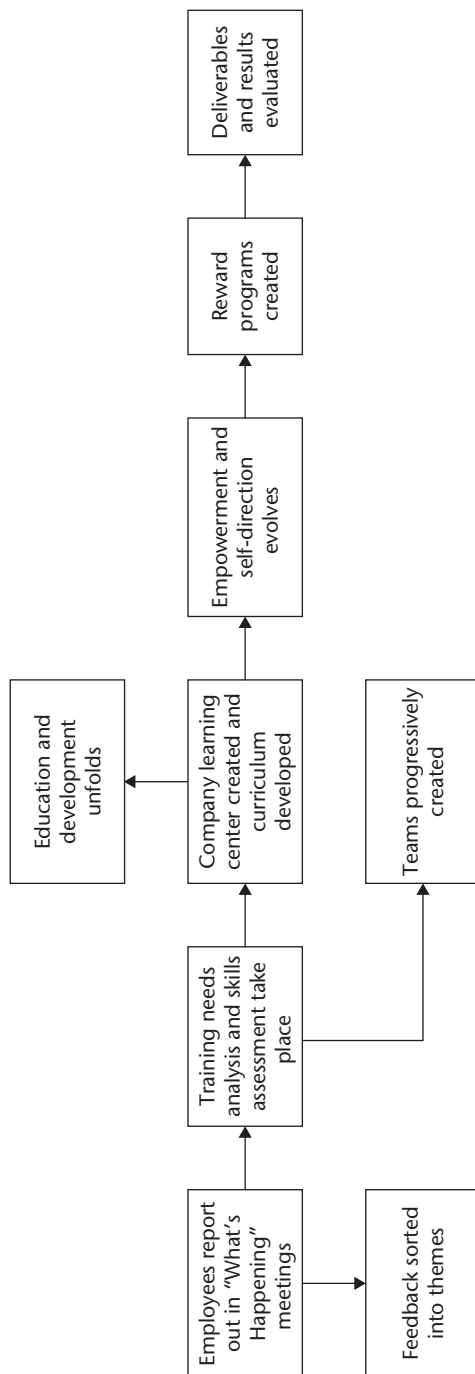 Employees report
out in “What’s
Happening”
meetings
Feedback sorted
into themes
Training needs
analysis and skills
assessment take
place
Teams progressively
created
Company learning
center created and
curriculum
developed
Education and
development
unfolds
Empowerment and
self-direction
evolves
Reward
programs
created
Deliverables
and results
evaluated